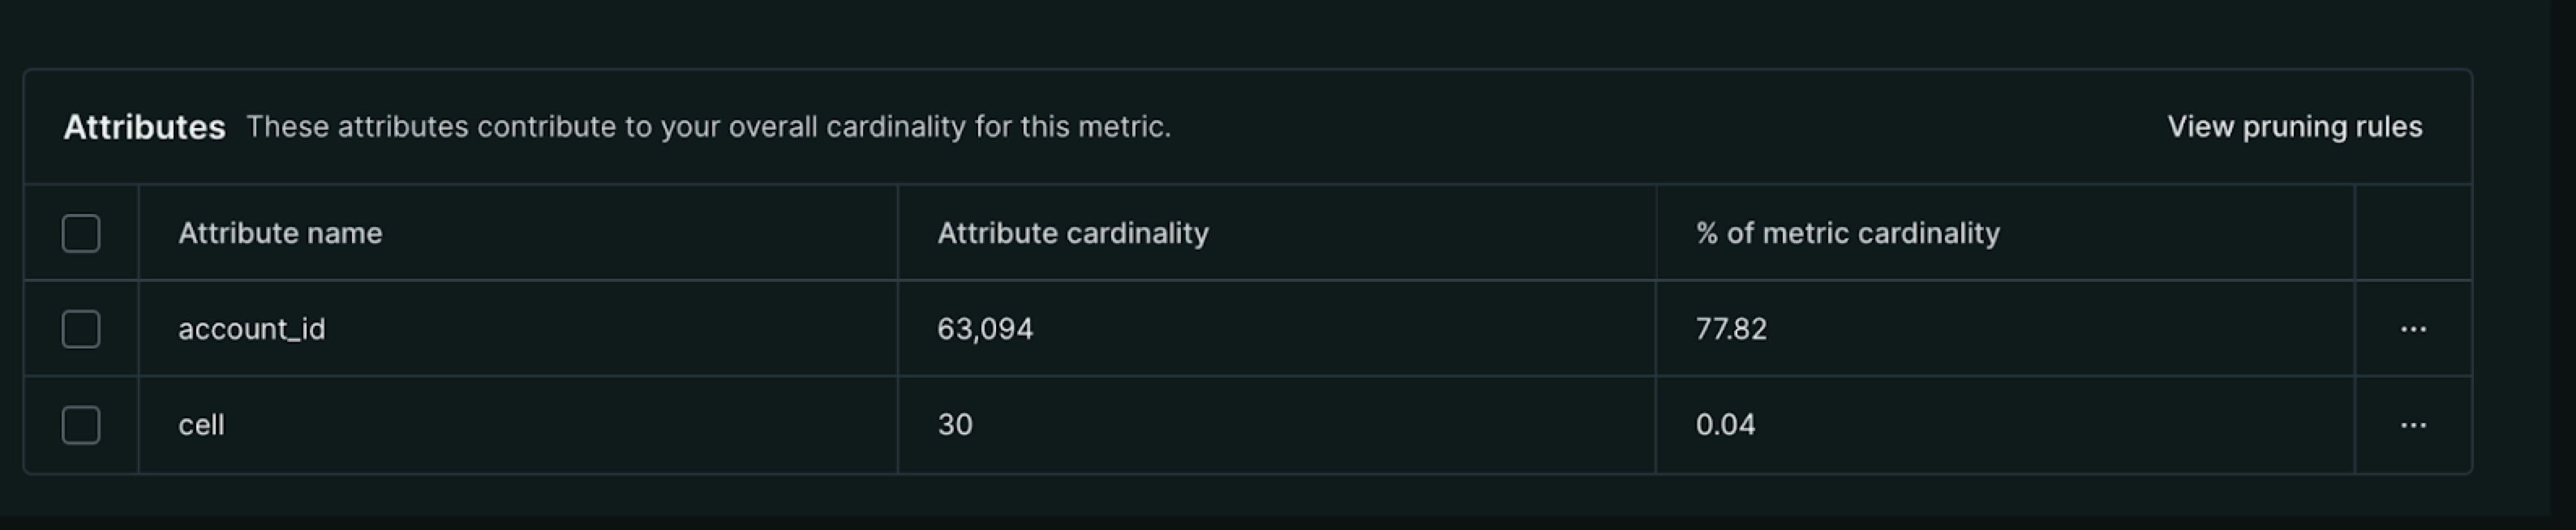 Attributes These attributes contribute to your overall cardinality for this metric. View pruning rules
Attribute name Attribute cardinality % of metric cardinality
account_id 63,094 77.82 ...
cell 30 0.04 ...